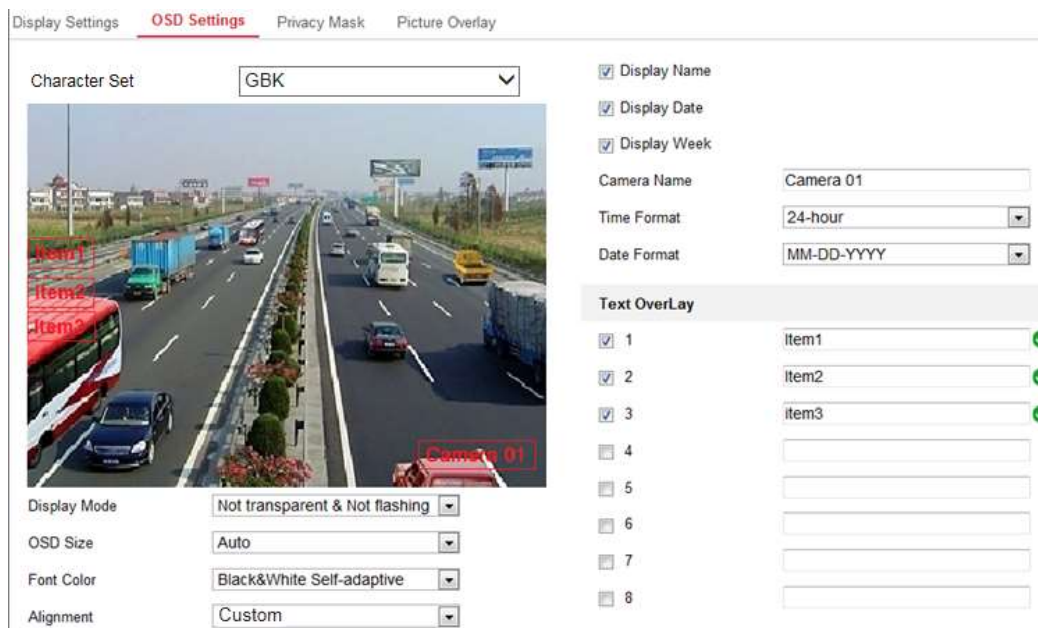 Display Settings OSD Settings Privacy Mask Picture Overlay
Character Set GBK
Item1
Item2
Item3
Camera 01
Display Mode Not transparent & Not flashing
OSD Size Auto
Font Color Black&White Self-adaptive
Alignment Custom
Display Name
Display Date
Display Week
Camera Name Camera 01
Time Format 24-hour
Date Format MM-DD-YYYY
Text OverLay
1 Item1
2 Item2
3 item3
4
5
6
7
8